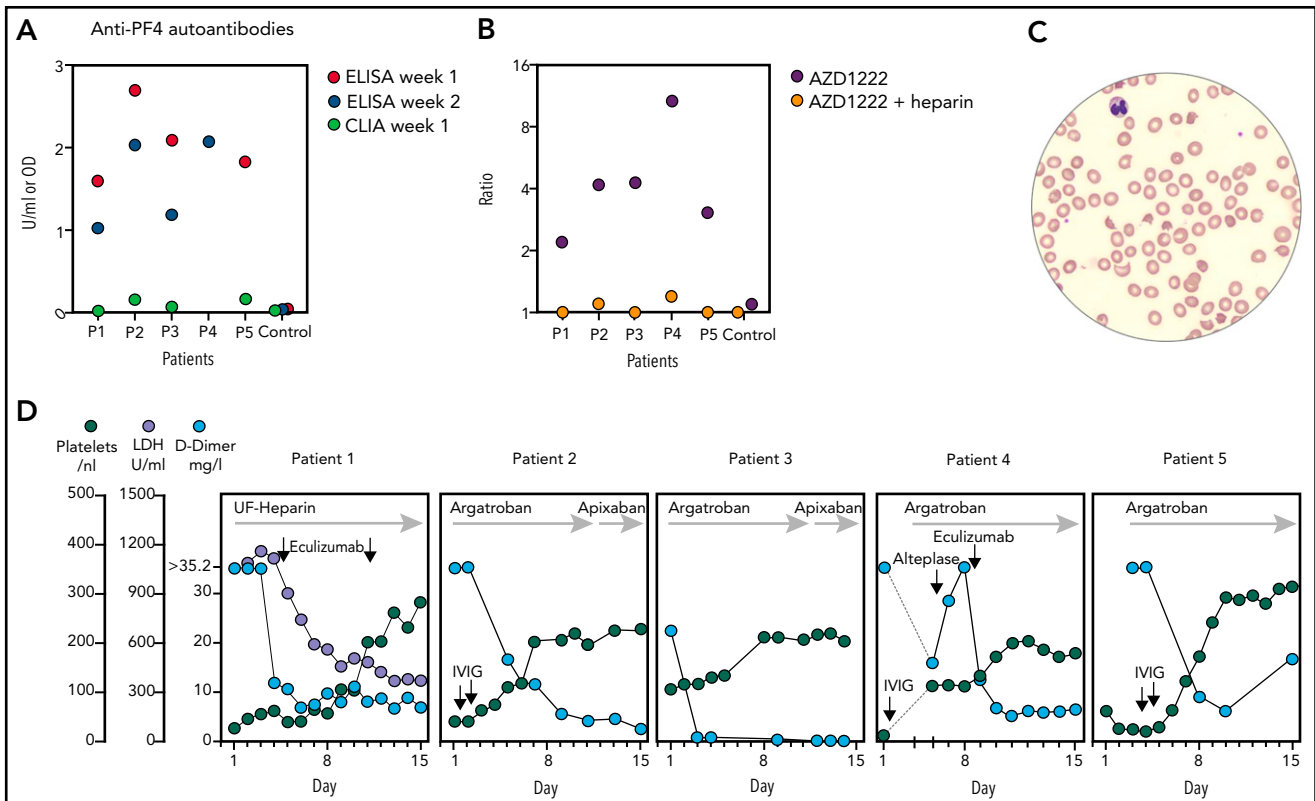 A
Anti-PF4 autoantibodies
3
2
1
0
U/ml or OD
P1 P2 P3 P4 P5 Control
Patients
ELISA week 1
ELISA week 2
CLIA week 1
B
16
8
4
2
1
Ratio
P1 P2 P3 P4 P5 Control
Patients
AZD1222
AZD1222 + heparin
C
D
Platelets /nl
LDH U/ml
D-Dimer mg/l
500
400
300
200
100
0
1500
1200
900
600
300
0
>35.2
30
20
10
0
Patient 1
UF-Heparin
Eculizumab
1 8 15
Day
Patient 2
Argatroban Apixaban
IVIG
1 8 15
Day
Patient 3
Argatroban Apixaban
1 8 15
Day
Patient 4
Argatroban
Eculizumab
Alteplase
IVIG
1 8 15
Day
Patient 5
Argatroban
IVIG
1 8 15
Day